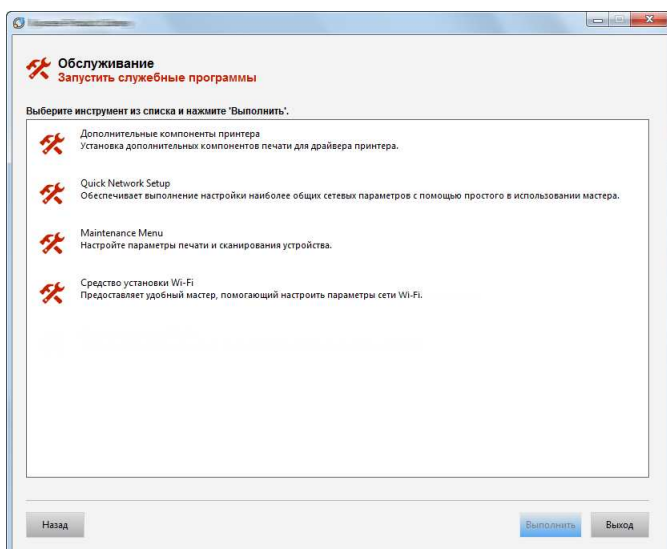 Обслуживание
Запустить служебные программы
Выберите инструмент из списка и нажмите 'Выполнить'.
Дополнительные компоненты принтера
Установка дополнительных компонентов печати для драйвера принтера.
Quick Network Setup
Обеспечивает выполнение настройки наиболее общих сетевых параметров с помощью простого в использовании мастера.
Maintenance Menu
Настройте параметры печати и сканирования устройства.
Средство установки Wi-Fi
Предоставляет удобный мастер, помогающий настроить параметры сети Wi-Fi.
Назад
Выполнить
Выход